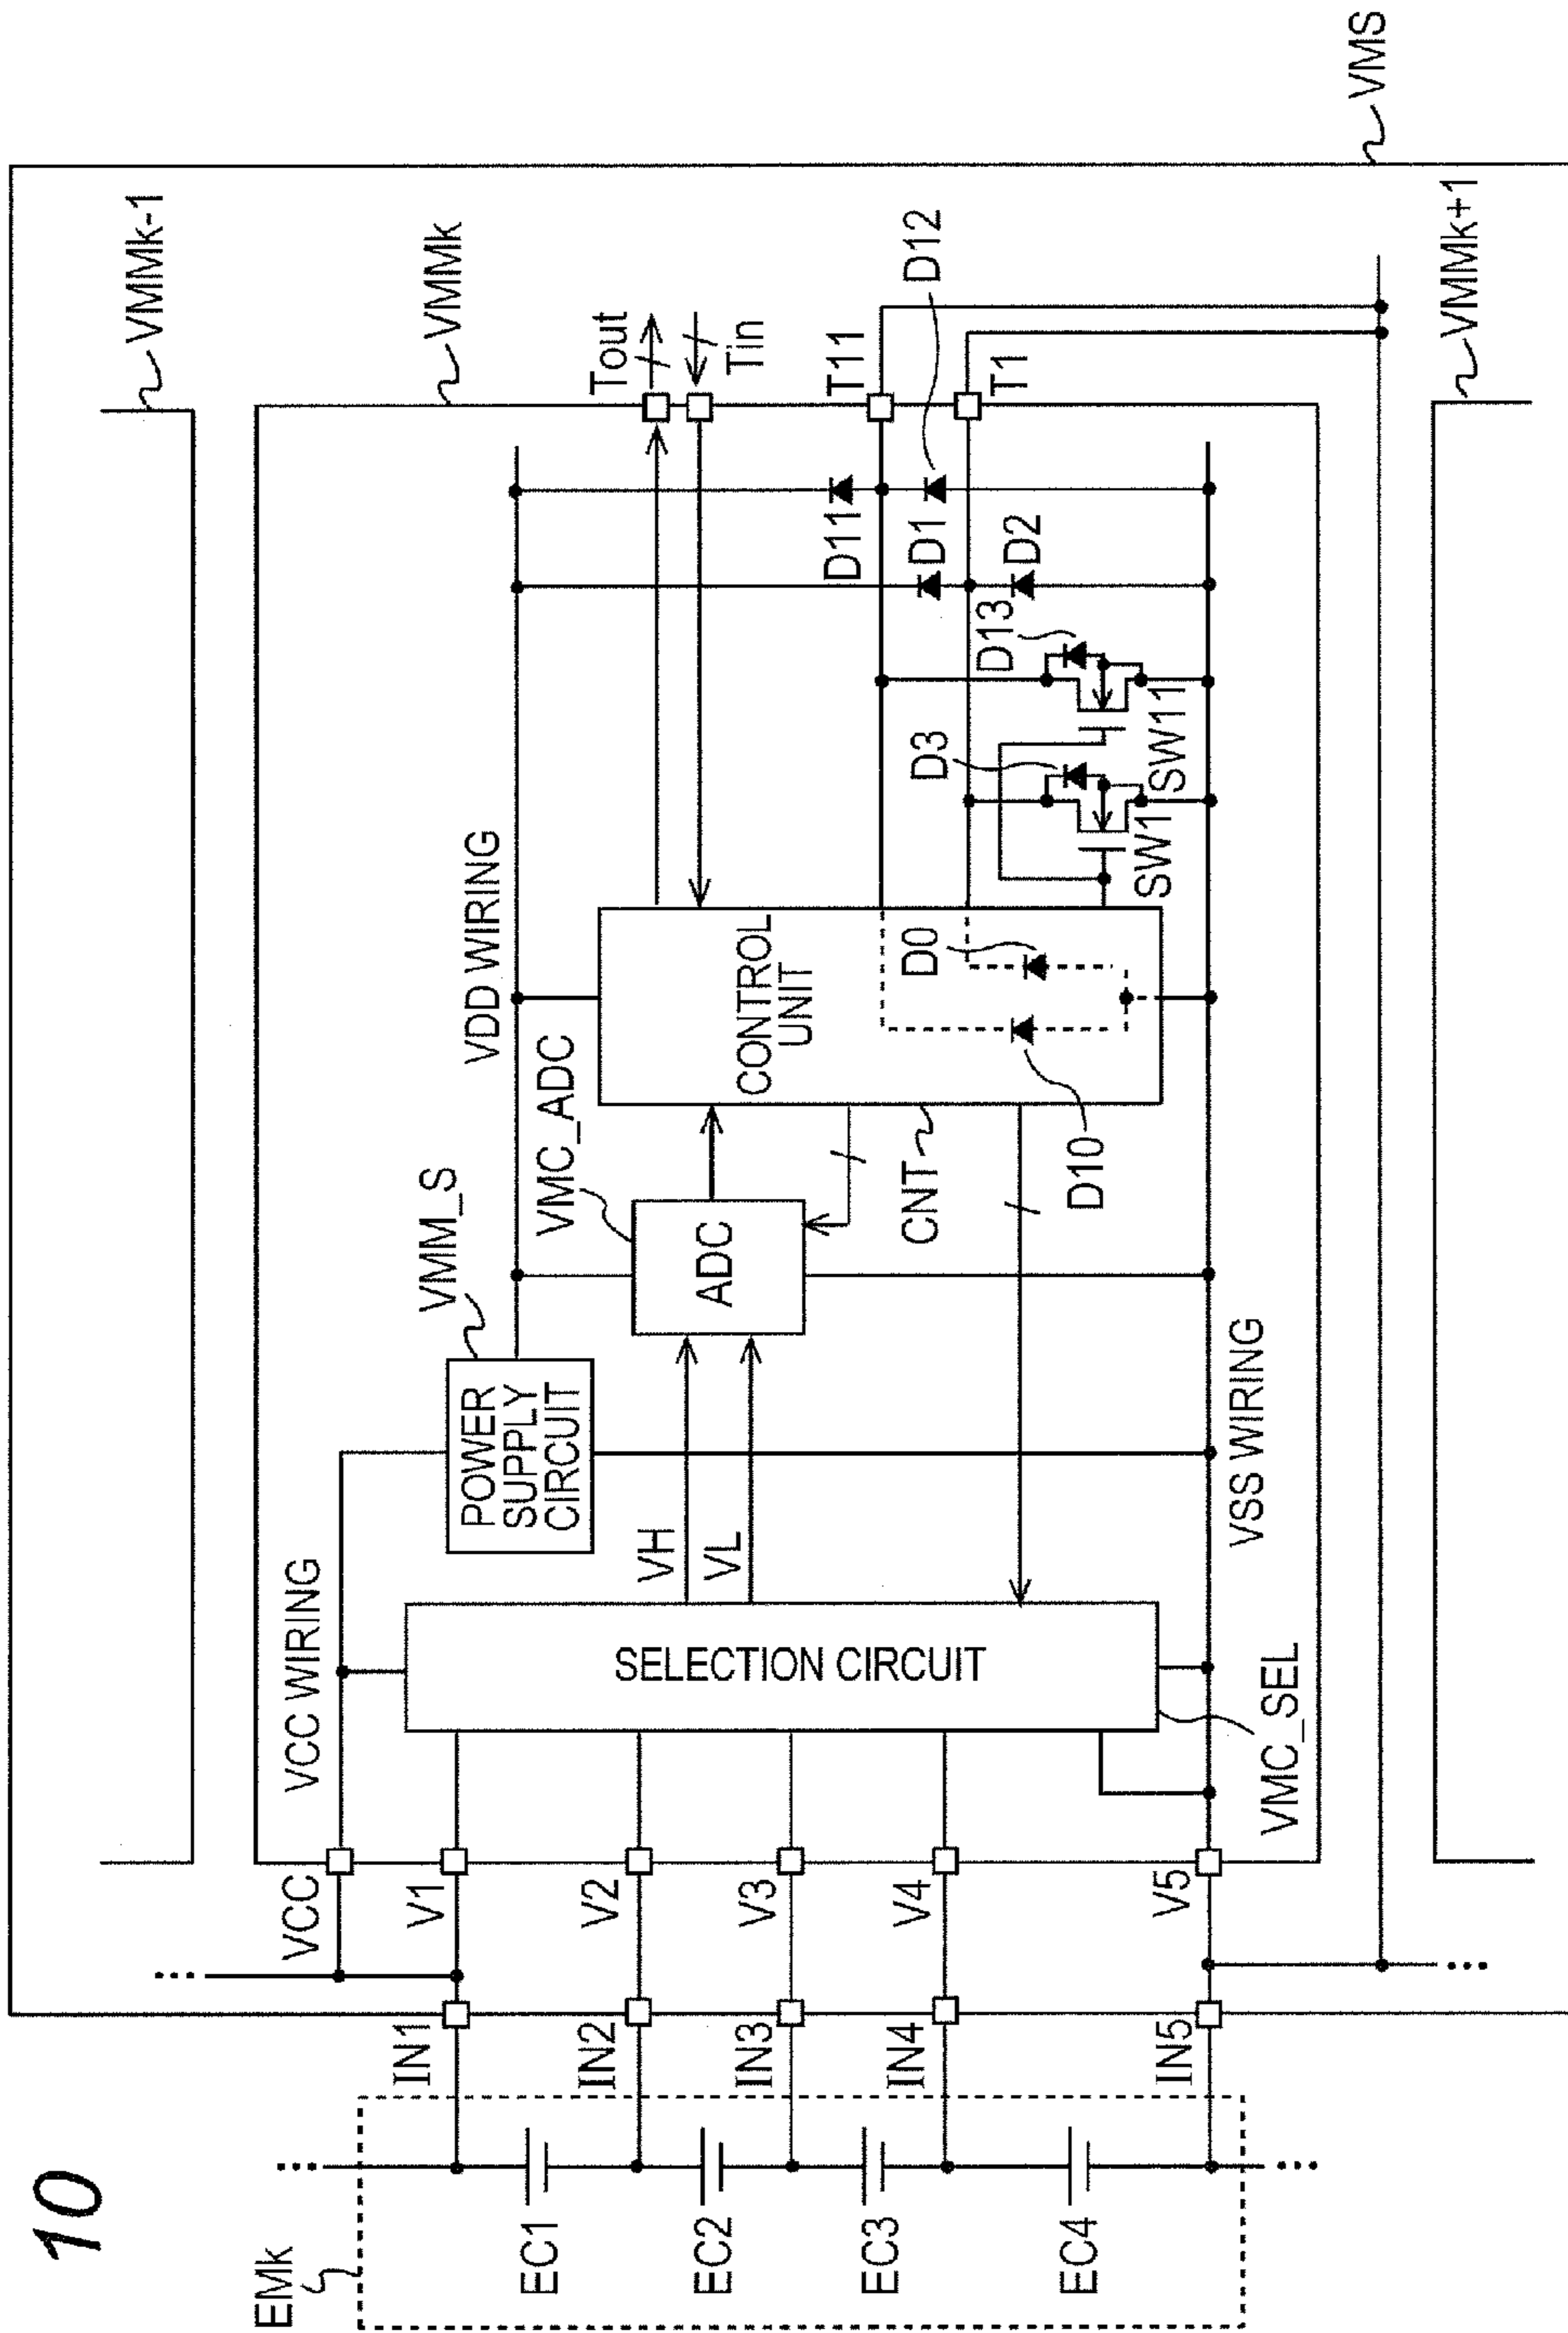 10
VMS
VMMk-1
VMMk
VMMk+1
EMk
EC1
EC2
EC3
EC4
IN1
IN2
IN3
IN4
IN5
VCC
V1
V2
V3
V4
V5
VCC WIRING
SELECTION CIRCUIT
VMC_SEL
VH
VL
POWER
SUPPLY
CIRCUIT
VMM_S
ADC
VMC_ADC
VDD WIRING
VSS WIRING
CONTROL
UNIT
CNT
D0
D10
D3
D13
SW1
SW11
D1
D2
D11
D12
Tout
Tin
T11
T1